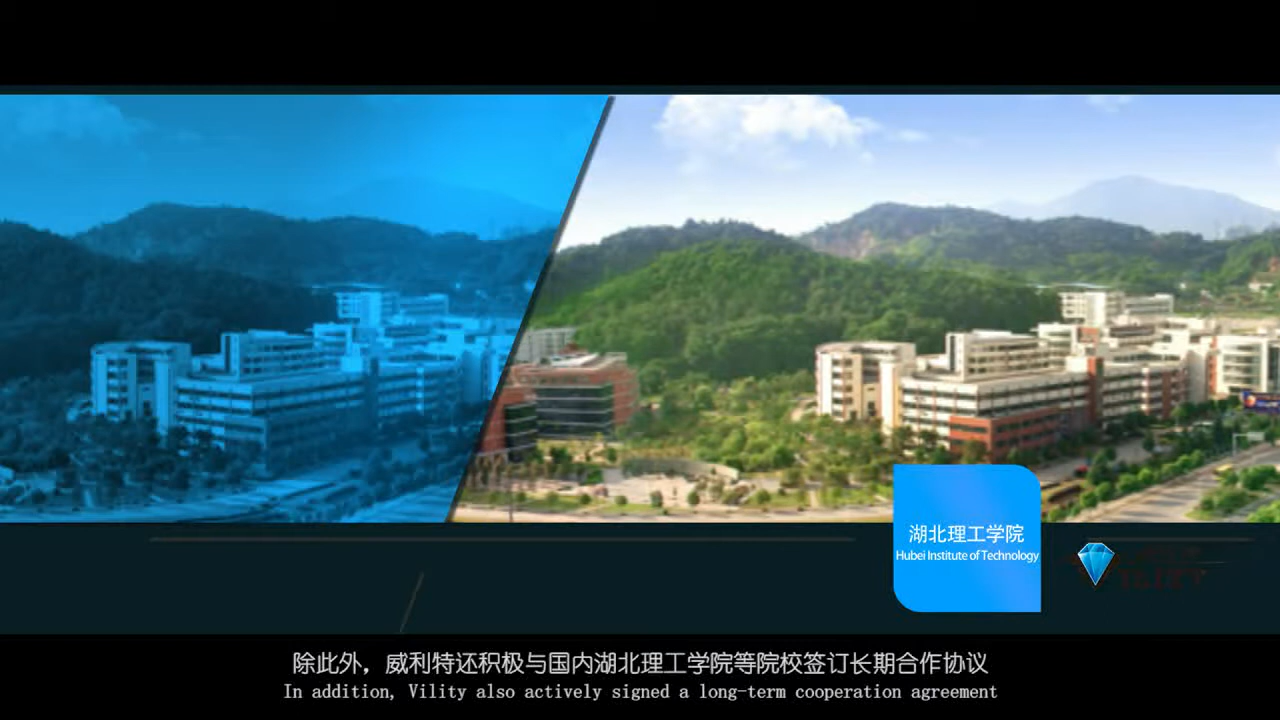 湖北理工学院
Hubei Institute of Technology
除此外，威利特还积极与国内湖北理工学院等院校签订长期合作协议
In addition, Vility also actively signed a long-term cooperation agreement